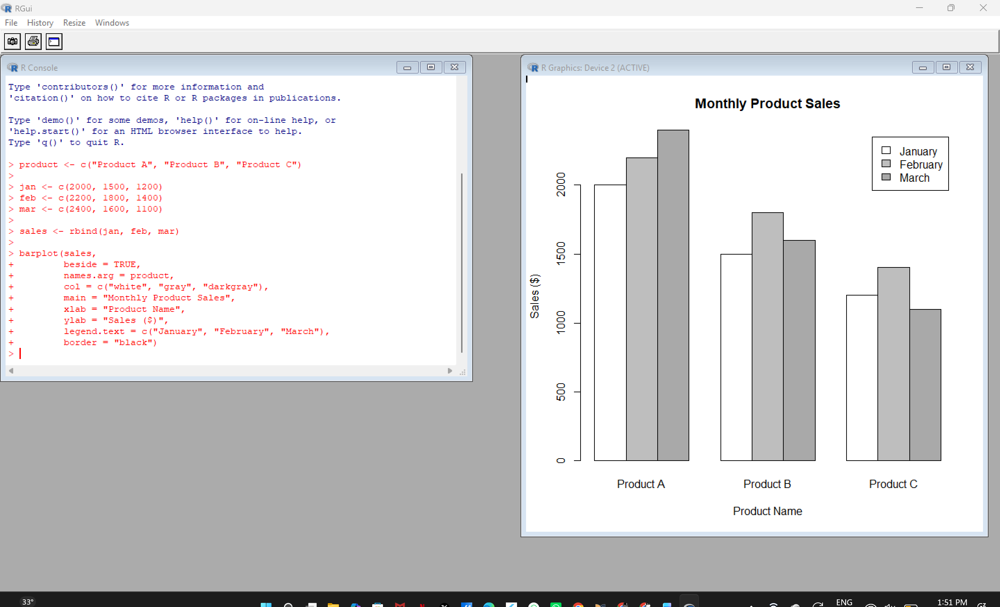 RGui
File History Resize Windows
R Console
Type 'contributors()' for more information and
'citation()' on how to cite R or R packages in publications.
Type 'demo()' for some demos, 'help()' for on-line help, or
'help.start()' for an HTML browser interface to help.
Type 'q()' to quit R.
> product <- c("Product A", "Product B", "Product C")
>
> jan <- c(2000, 1500, 1200)
> feb <- c(2200, 1800, 1400)
> mar <- c(2400, 1600, 1100)
>
> sales <- rbind(jan, feb, mar)
>
> barplot(sales,
+         beside = TRUE,
+         names.arg = product,
+         col = c("white", "gray", "darkgray"),
+         main = "Monthly Product Sales",
+         xlab = "Product Name",
+         ylab = "Sales ($)",
+         legend.text = c("January", "February", "March"),
+         border = "black")
>
R Graphics: Device 2 (ACTIVE)
Monthly Product Sales
January
February
March
Sales ($)
2000
1500
1000
500
0
Product A Product B Product C
Product Name
33°
ENG
1:51 PM